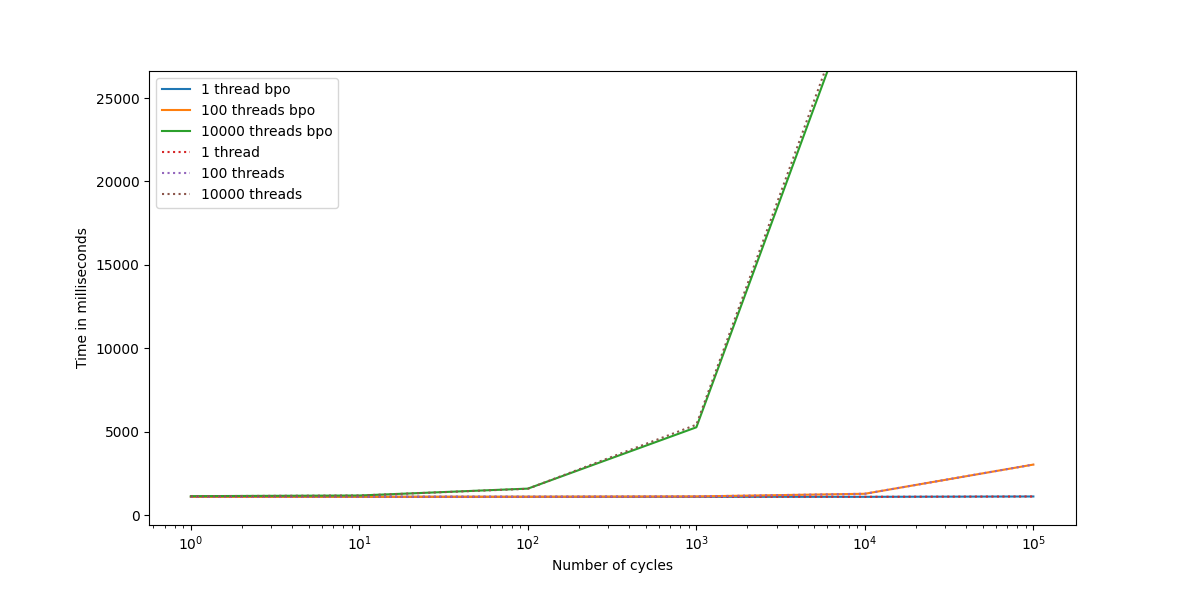 25000
20000
15000
10000
5000
0
Time in milliseconds
1 thread bpo
100 threads bpo
10000 threads bpo
1 thread
100 threads
10000 threads
10⁰ 10¹ 10² 10³ 10⁴ 10⁵
Number of cycles